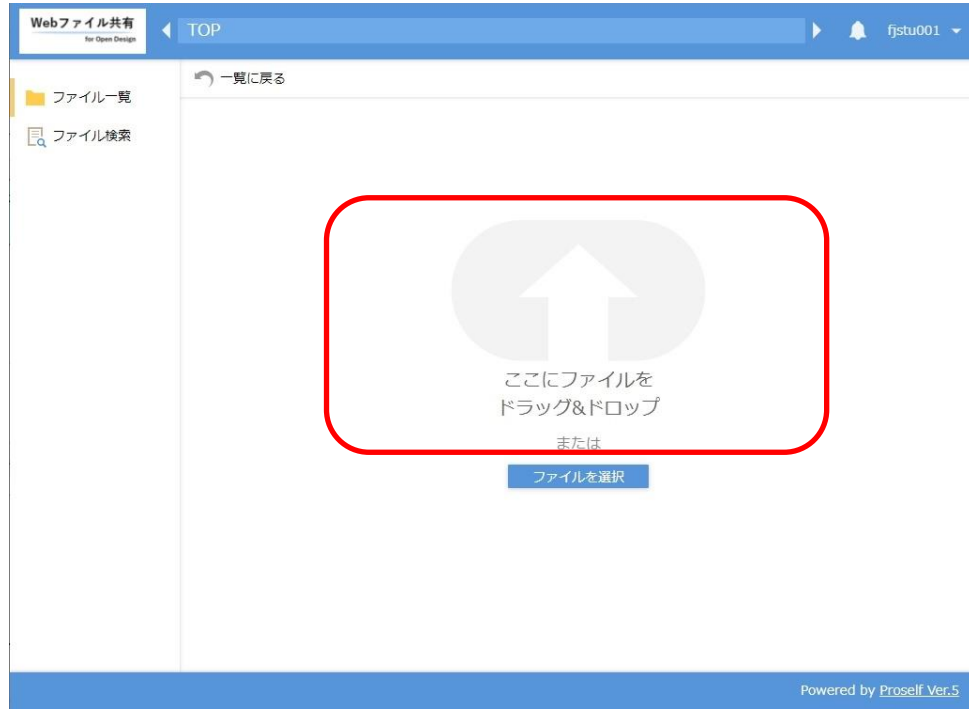 Webファイル共有
for Open Design
TOP
fjstu001
ファイル一覧
ファイル検索
一覧に戻る
ここにファイルを
ドラッグ&ドロップ
または
ファイルを選択
Powered by Proself Ver.5